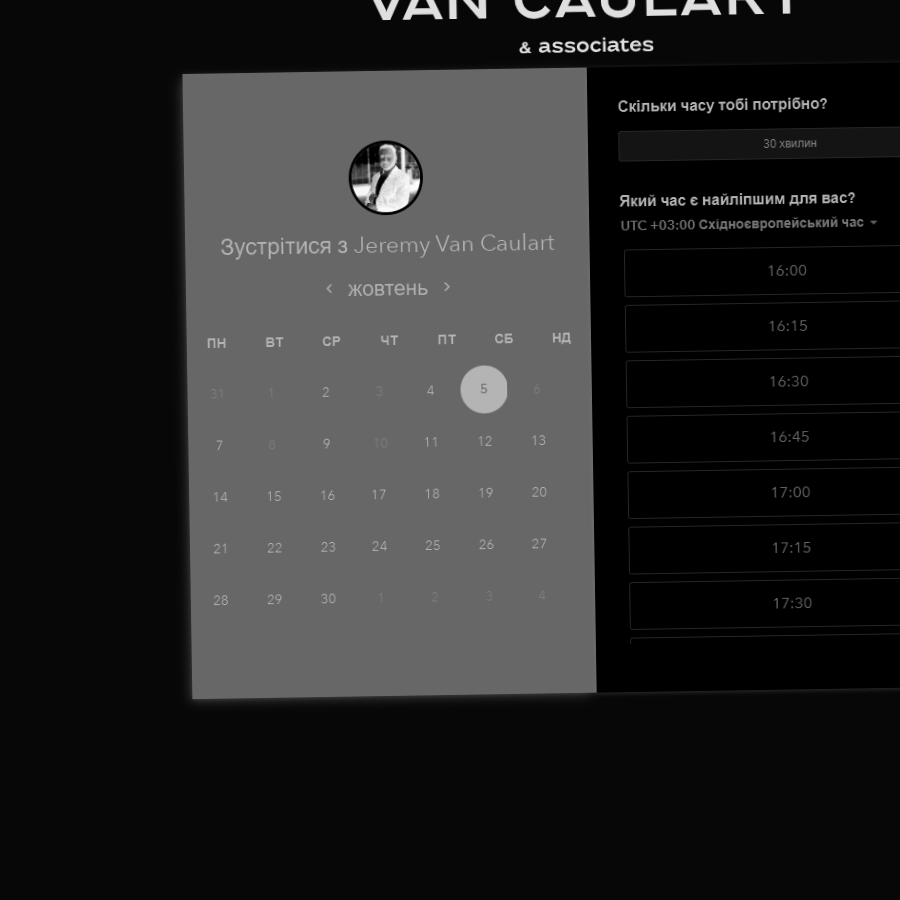 VAN CAULART
& associates
Зустрітися з Jeremy Van Caulart
‹ жовтень ›
ПН ВТ СР ЧТ ПТ СБ НД
31 1 2 3 4 5 6
7 8 9 10 11 12 13
14 15 16 17 18 19 20
21 22 23 24 25 26 27
28 29 30 1 2 3 4
Скільки часу тобі потрібно?
30 хвилин
Який час є найліпшим для вас?
UTC +03:00 Східноєвропейський час
16:00
16:15
16:30
16:45
17:00
17:15
17:30